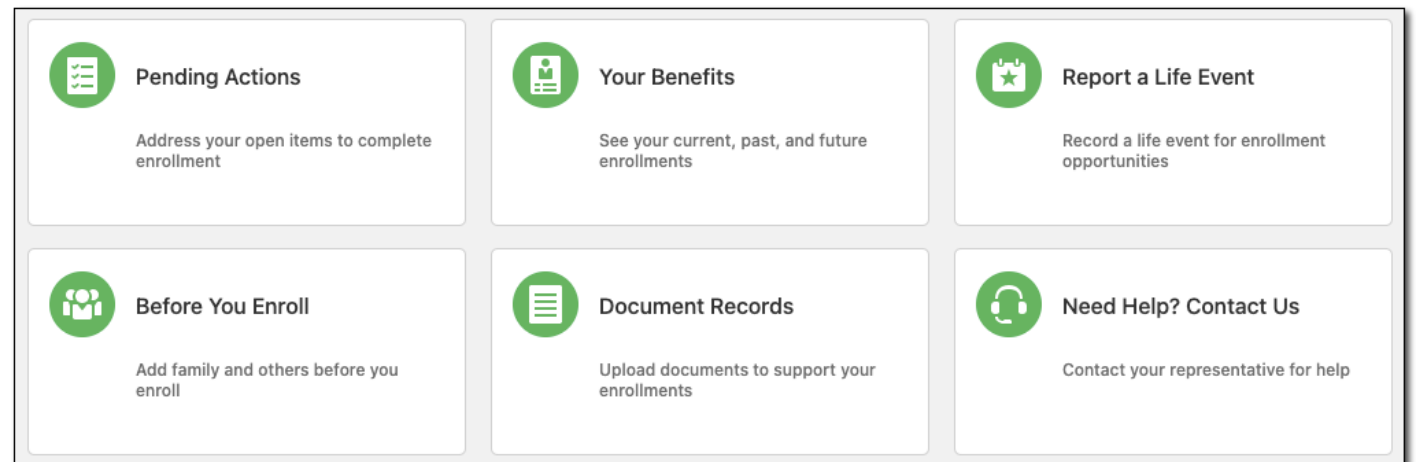 Pending Actions
Address your open items to complete
enrollment
Your Benefits
See your current, past, and future
enrollments
Report a Life Event
Record a life event for enrollment
opportunities
Before You Enroll
Add family and others before you
enroll
Document Records
Upload documents to support your
enrollments
Need Help? Contact Us
Contact your representative for help